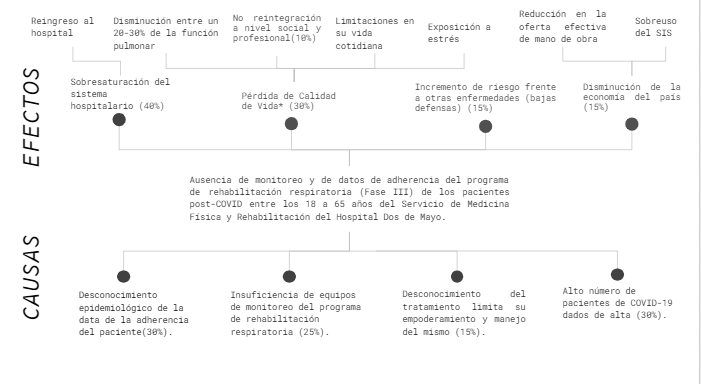 Reingreso al
hospital
Disminución entre un
20-30% de la función
pulmonar
No reintegración
a nivel social y
profesional(10%)
Limitaciones en
su vida
cotidiana
Exposición a
estrés
Reducción en la
oferta efectiva
de mano de obra
Sobreuso
del SIS
EFECTOS
Sobresaturación del
sistema
hospitalario (40%)
Pérdida de Calidad
de Vida* (30%)
Incremento de riesgo frente
a otras enfermedades (bajas
defensas) (15%)
Disminución de la
economía del país
(15%)
Ausencia de monitoreo y de datos de adherencia del programa
de rehabilitación respiratoria (Fase III) de los pacientes
post-COVID entre los 18 a 65 años del Servicio de Medicina
Física y Rehabilitación del Hospital Dos de Mayo.
CAUSAS
Desconocimiento
epidemiológico de la
data de la adherencia
del paciente(30%).
Insuficiencia de equipos
de monitoreo del programa
de rehabilitación
respiratoria (25%).
Desconocimiento del
tratamiento limita su
empoderamiento y manejo
del mismo (15%).
Alto número de
pacientes de COVID-19
dados de alta (30%).